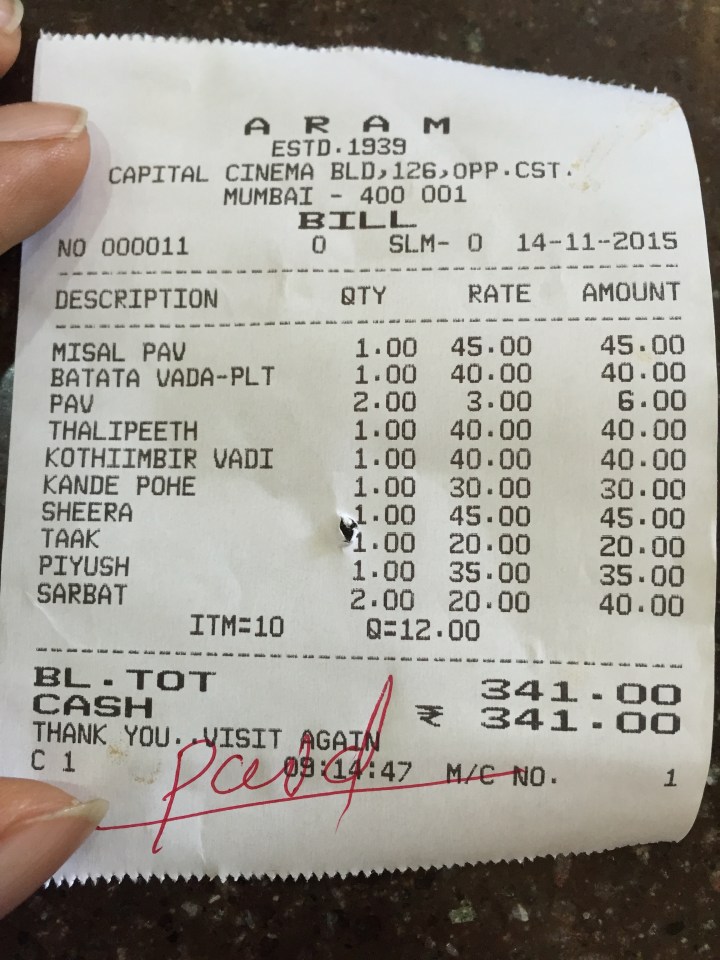 ARAM
ESTD.1939
CAPITAL CINEMA BLD,126,OPP.CST.
MUMBAI - 400 001
BILL
NO 000011 0 SLM- 0 14-11-2015
DESCRIPTION QTY RATE AMOUNT
MISAL PAV 1.00 45.00 45.00
BATATA VADA-PLT 1.00 40.00 40.00
PAV 2.00 3.00 6.00
THALIPEETH 1.00 40.00 40.00
KOTHIIMBIR VADI 1.00 40.00 40.00
KANDE POHE 1.00 30.00 30.00
SHEERA 1.00 45.00 45.00
TAAK 1.00 20.00 20.00
PIYUSH 1.00 35.00 35.00
SARBAT 2.00 20.00 40.00
ITM=10 Q=12.00
BL.TOT 341.00
CASH ₹ 341.00
THANK YOU..VISIT AGAIN
C 1 09:14:47 M/C NO. 1
Paid